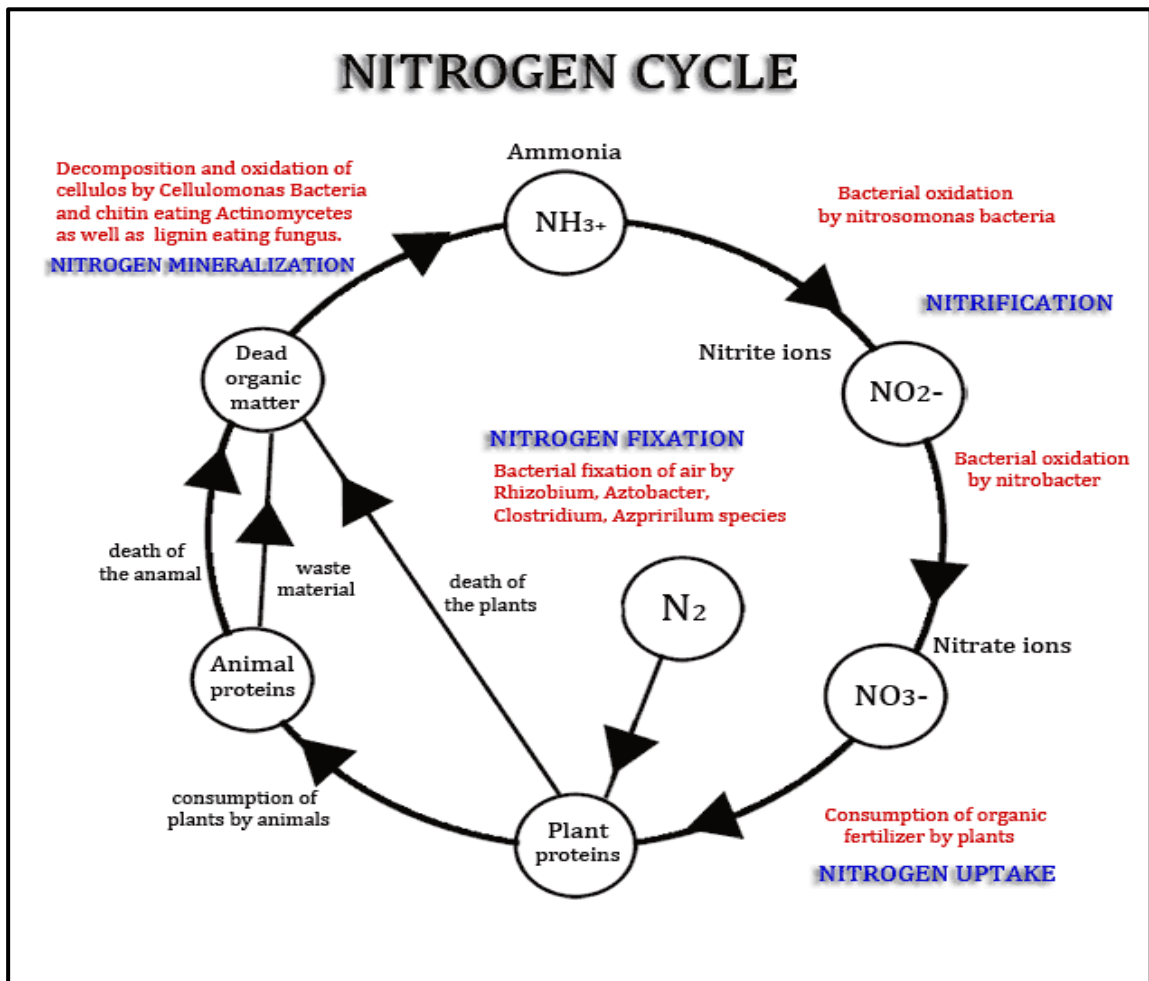 NITROGEN CYCLE
Ammonia
NH3+
Decomposition and oxidation of
cellulos by Cellulomonas Bacteria
and chitin eating Actinomycetes
as well as lignin eating fungus.
NITROGEN MINERALIZATION
Bacterial oxidation
by nitrosomonas bacteria
NITRIFICATION
Nitrite ions
NO2-
Dead
organic
matter
NITROGEN FIXATION
Bacterial fixation of air by
Rhizobium, Aztobacter,
Clostridium, Azpririlum species
Bacterial oxidation
by nitrobacter
death of
the anamal
waste
material
death of
the plants
N2
Nitrate ions
NO3-
Animal
proteins
consumption of
plants by animals
Plant
proteins
Consumption of organic
fertilizer by plants
NITROGEN UPTAKE